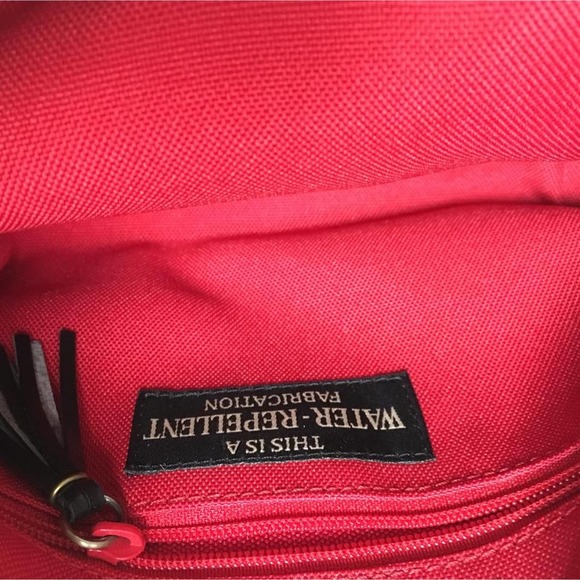 THIS IS A
WATER-REPELLENT
FABRICATION